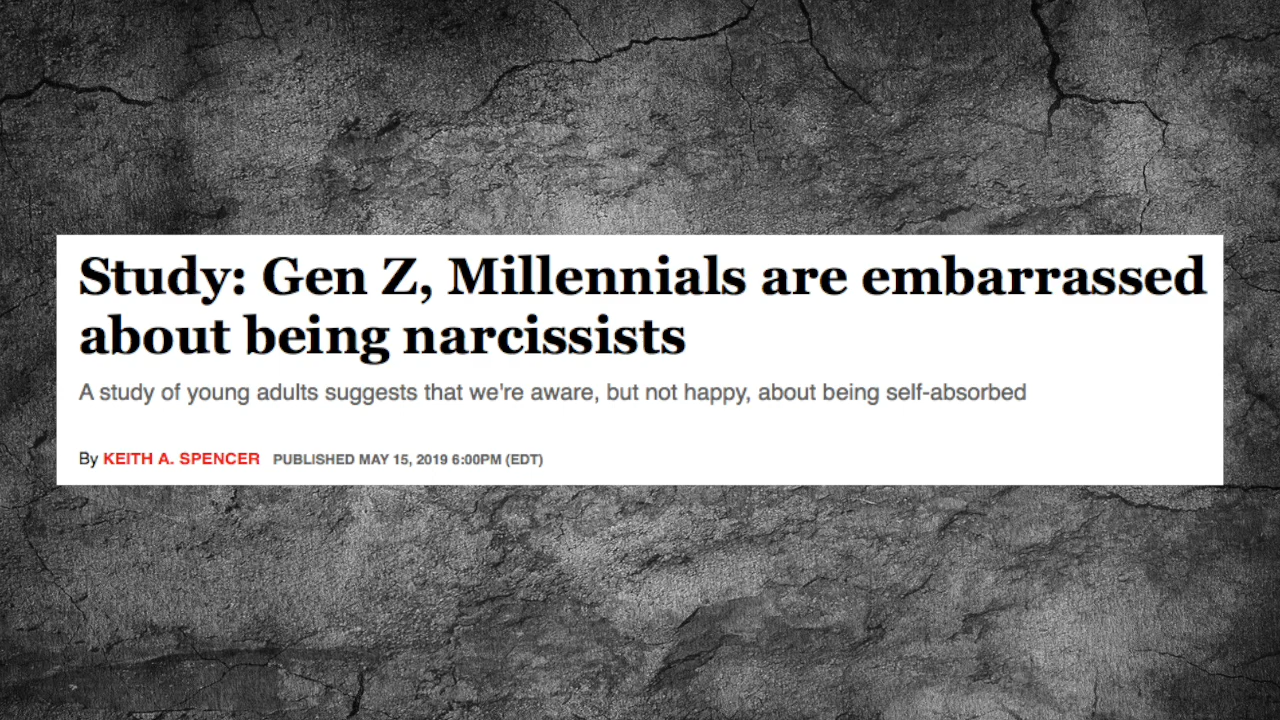 Study: Gen Z, Millennials are embarrassed
about being narcissists
A study of young adults suggests that we're aware, but not happy, about being self-absorbed
By KEITH A. SPENCER PUBLISHED MAY 15, 2019 6:00PM (EDT)